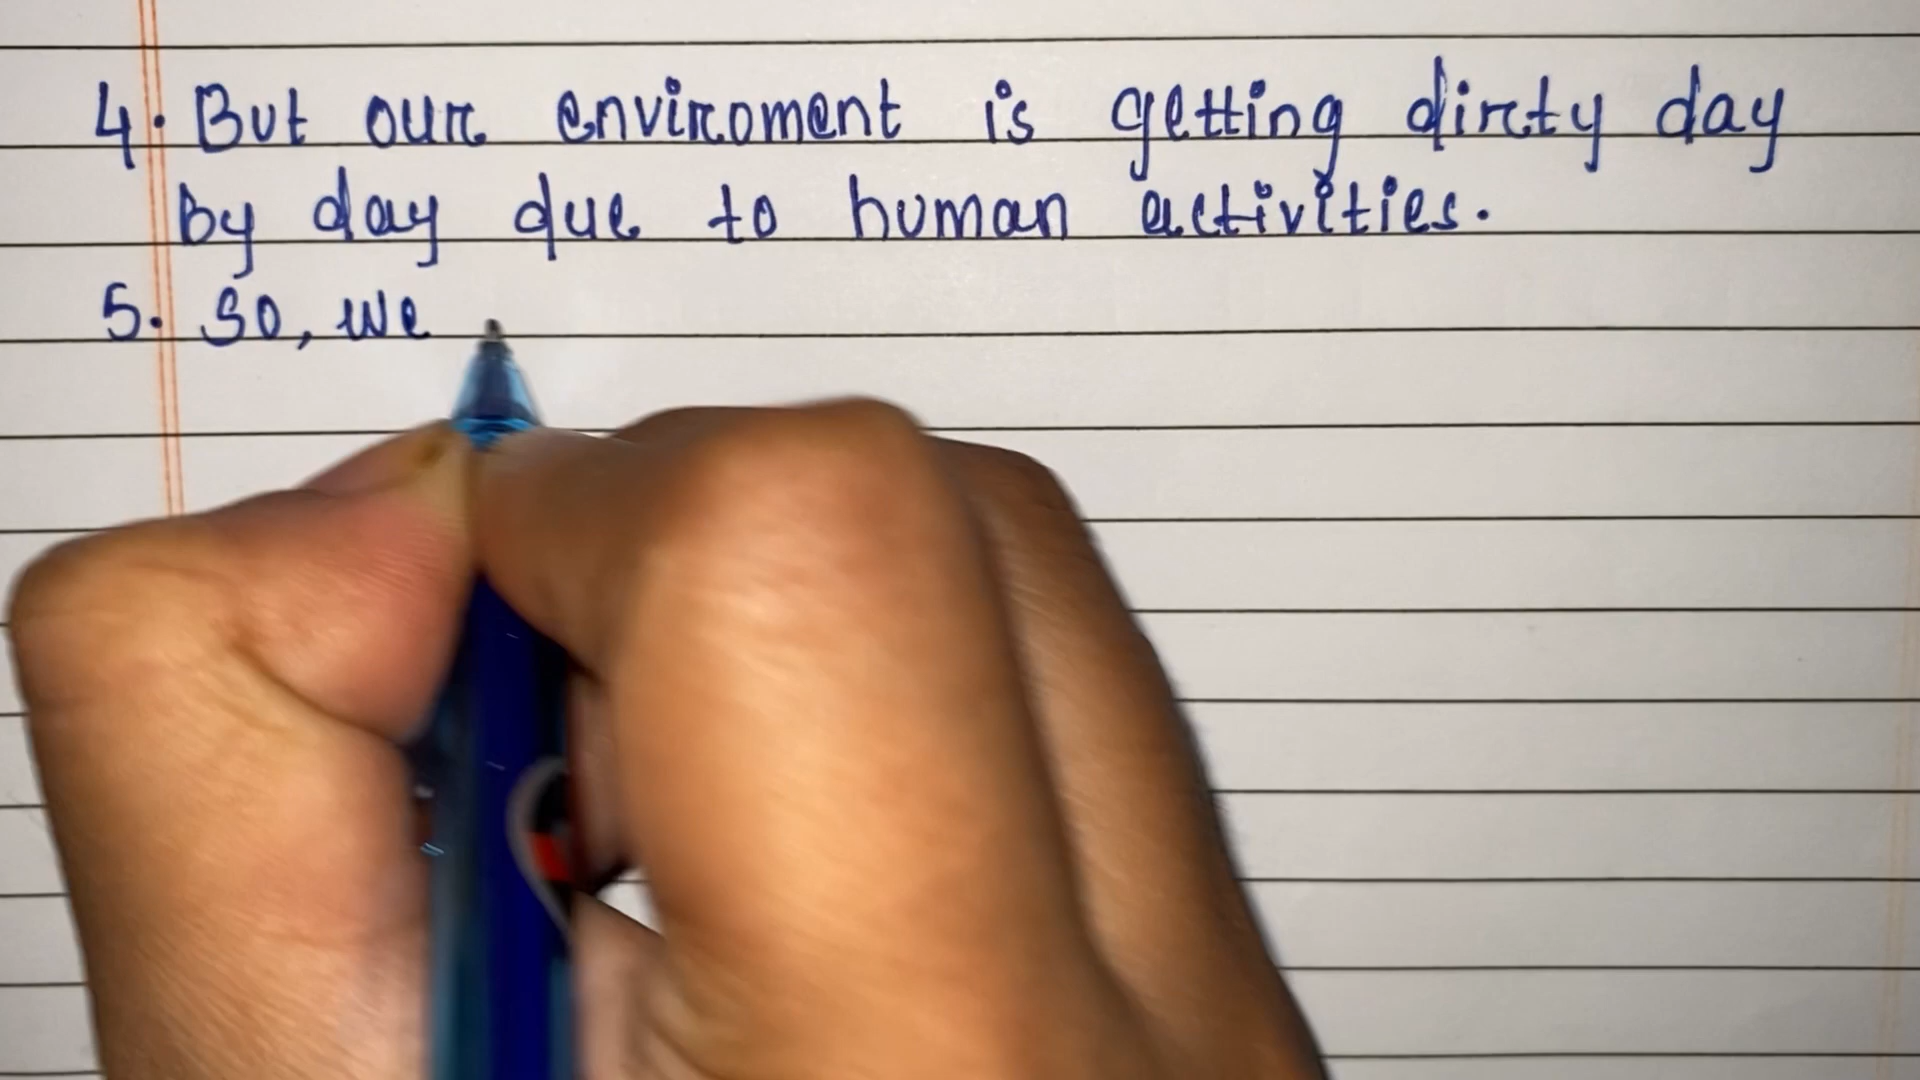 4. But our enviroment is getting dirty day
by day due to human activities.
5. So, we